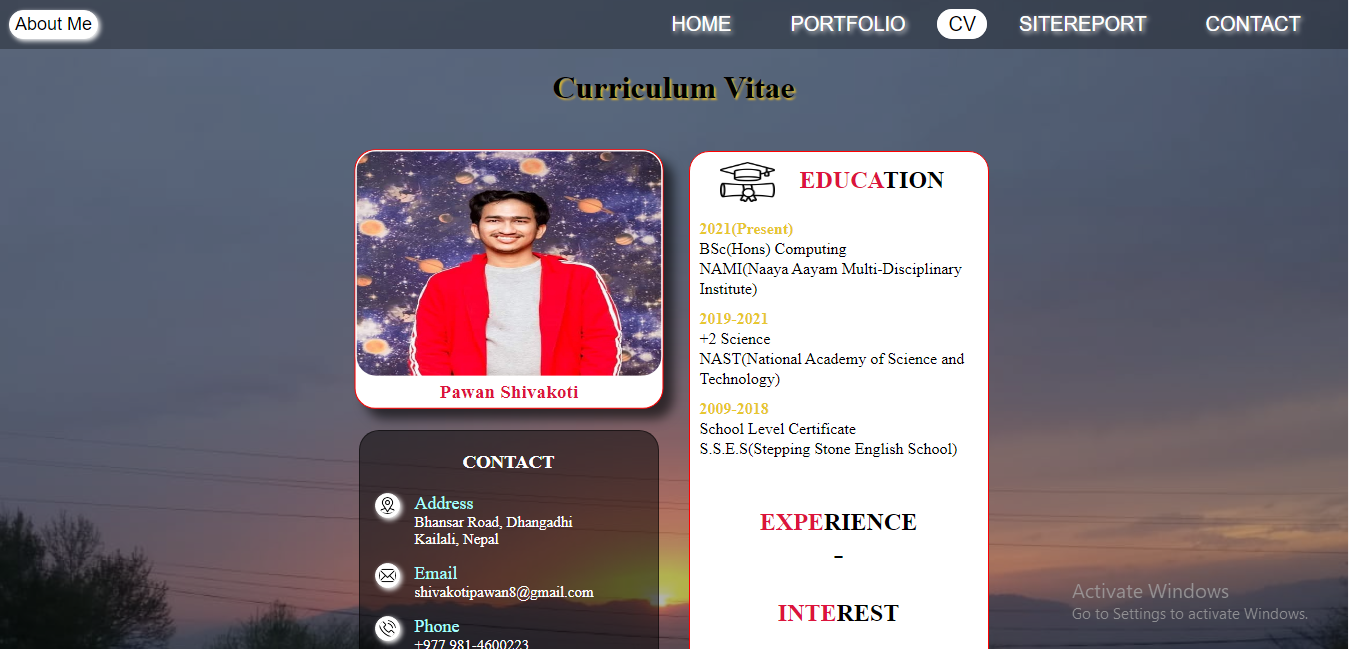 About Me
HOME
PORTFOLIO
CV
SITEREPORT
CONTACT
Curriculum Vitae
Pawan Shivakoti
CONTACT
Address
Bhansar Road, Dhangadhi
Kailali, Nepal
Email
shivakotipawan8@gmail.com
Phone
+977 981-4600223
EDUCATION
2021(Present)
BSc(Hons) Computing
NAMI(Naaya Aayam Multi-Disciplinary
Institute)
2019-2021
+2 Science
NAST(National Academy of Science and
Technology)
2009-2018
School Level Certificate
S.S.E.S(Stepping Stone English School)
EXPERIENCE
-
INTEREST
Activate Windows
Go to Settings to activate Windows.